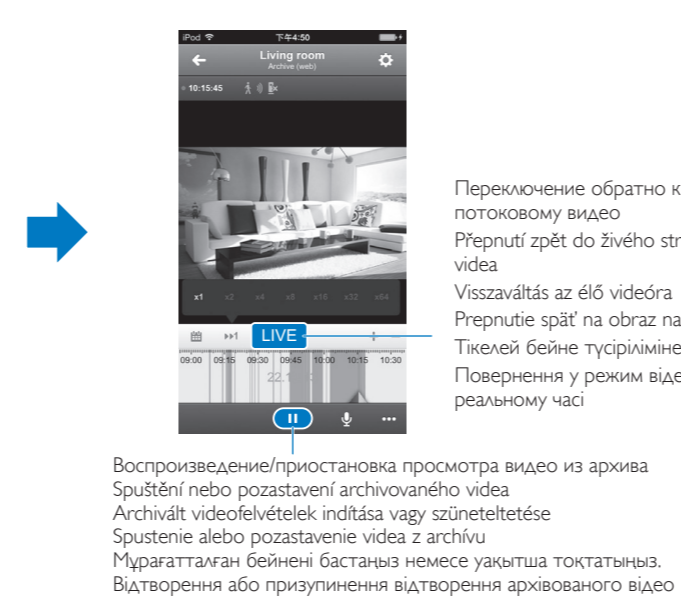 iPod 下午4:50
Living room
Archive (web)
10:15:45
x1 x2 x4 x8 x16 x32 x64
1 LIVE
09:00 09:15 09:30 09:45 10:00 10:15 10:30
Переключение обратно к
потоковому видео
Přepnutí zpět do živého
videa
Visszaváltás az élő videóra
Prepnutie späť na obraz
Тікелей бейне
Повернення у режим
реальному часі
Воспроизведение/приостановка просмотра видео из архива
Spuštění nebo pozastavení archivovaného videa
Archivált videofelvételek indítása vagy szüneteltetése
Spustenie alebo pozastavenie videa z archívu
Мұрағатталған бейнені бастаңыз немесе уақытша тоқтатыңыз.
Відтворення або призупинення відтворення архівованого відео